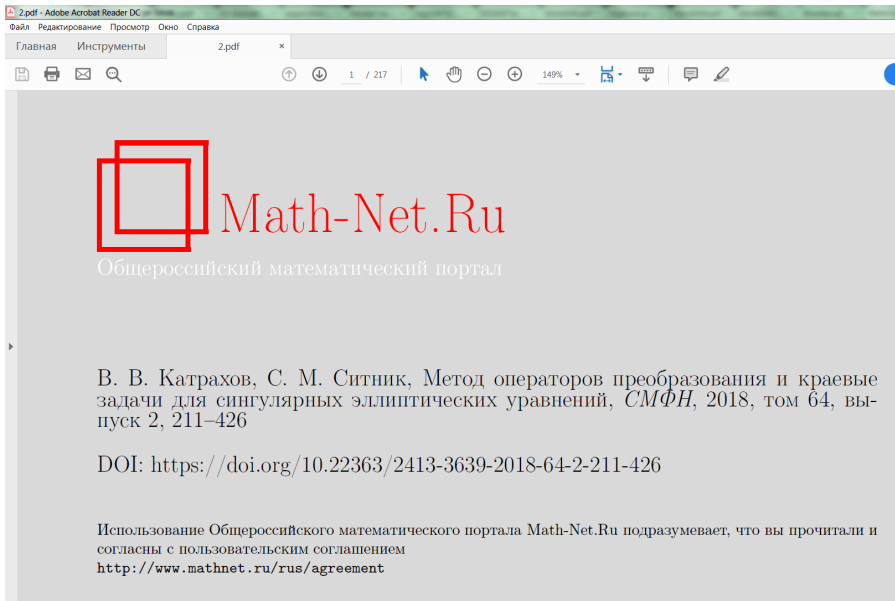 2.pdf - Adobe Acrobat Reader DC
Файл Редактирование Просмотр Окно Справка
Главная Инструменты 2.pdf ×
1 / 217 149%
Math-Net.Ru
Общероссийский математический портал
В. В. Катрахов, С. М. Ситник, Метод операторов преобразования и краевые
задачи для сингулярных эллиптических уравнений, СМФН, 2018, том 64, вы-
пуск 2, 211–426
DOI: https://doi.org/10.22363/2413-3639-2018-64-2-211-426
Использование Общероссийского математического портала Math-Net.Ru подразумевает, что вы прочитали и
согласны с пользовательским соглашением
http://www.mathnet.ru/rus/agreement